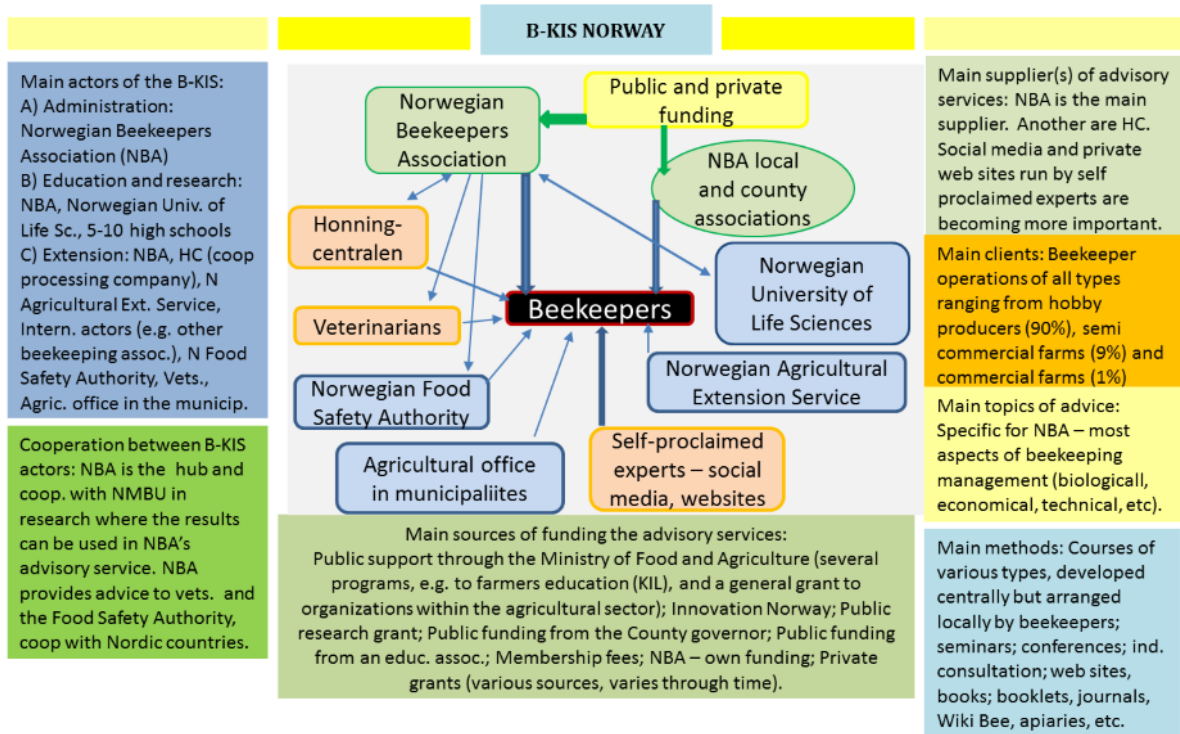 B-KIS NORWAY
Main actors of the B-KIS:
A) Administration:
Norwegian Beekeepers
Association (NBA)
B) Education and research:
NBA, Norwegian Univ. of
Life Sc., 5-10 high schools
C) Extension: NBA, HC (coop
processing company), N
Agricultural Ext. Service,
Intern. actors (e.g. other
beekeeping assoc.), N Food
Safety Authority, Vets.,
Agric. office in the municip.
Cooperation between B-KIS
actors: NBA is the hub and
coop. with NMBU in
research where the results
can be used in NBA's
advisory service. NBA
provides advice to vets. and
the Food Safety Authority,
coop with Nordic countries.
Norwegian
Beekeepers
Association
Public and private
funding
NBA local
and county
associations
Honning-
centralen
Norwegian
University of
Life Sciences
Beekeepers
Veterinarians
Norwegian Food
Safety Authority
Norwegian Agricultural
Extension Service
Agricultural office
in municipaliites
Self-proclaimed
experts – social
media, websites
Main sources of funding the advisory services:
Public support through the Ministry of Food and Agriculture (several
programs, e.g. to farmers education (KIL), and a general grant to
organizations within the agricultural sector); Innovation Norway; Public
research grant; Public funding from the County governor; Public funding
from an educ. assoc.; Membership fees; NBA – own funding; Private
grants (various sources, varies through time).
Main supplier(s) of advisory
services: NBA is the main
supplier. Another are HC.
Social media and private
web sites run by self
proclaimed experts are
becoming more important.
Main clients: Beekeeper
operations of all types
ranging from hobby
producers (90%), semi
commercial farms (9%) and
commercial farms (1%)
Main topics of advice:
Specific for NBA – most
aspects of beekeeping
management (biologicall,
economical, technical, etc).
Main methods: Courses of
various types, developed
centrally but arranged
locally by beekeepers;
seminars; conferences; ind.
consultation; web sites,
books; booklets, journals,
Wiki Bee, apiaries, etc.